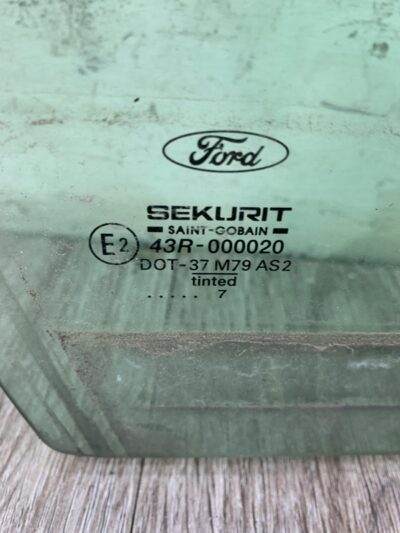 Ford
SEKURIT
SAINT-GOBAIN
E2 43R-000020
DOT-37 M79 AS2
tinted
..... 7